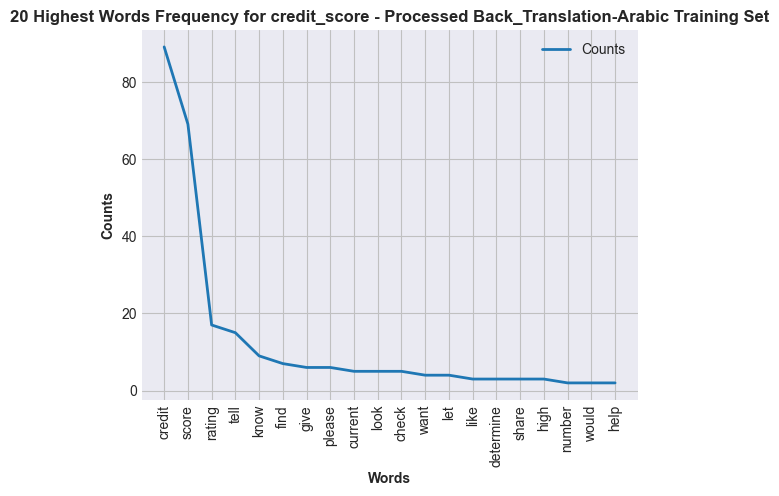 20 Highest Words Frequency for credit_score - Processed Back_Translation-Arabic Training Set
Counts
80
60
40
20
0
Counts
credit
score
rating
tell
know
find
give
please
current
look
check
want
let
like
determine
share
high
number
would
help
Words